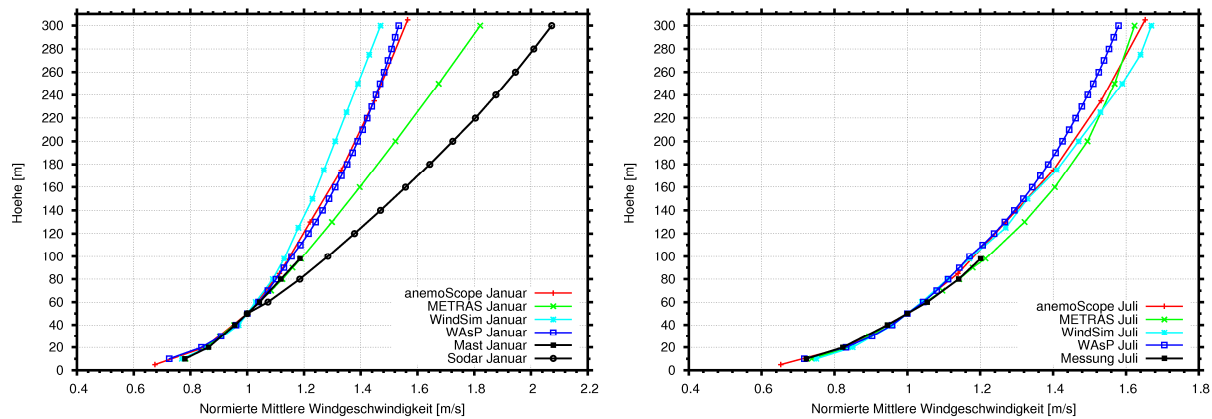 300
280
260
240
220
200
180
160
140
120
100
80
60
40
20
0
Hoehe [m]
anemoScope Januar
METRAS Januar
WindSim Januar
WAsP Januar
Mast Januar
Sodar Januar
0.4 0.6 0.8 1 1.2 1.4 1.6 1.8 2 2.2
Normierte Mittlere Windgeschwindigkeit [m/s]
300
280
260
240
220
200
180
160
140
120
100
80
60
40
20
0
Hoehe [m]
anemoScope Juli
METRAS Juli
WindSim Juli
WAsP Juli
Messung Juli
0.4 0.6 0.8 1 1.2 1.4 1.6 1.8
Normierte Mittlere Windgeschwindigkeit [m/s]